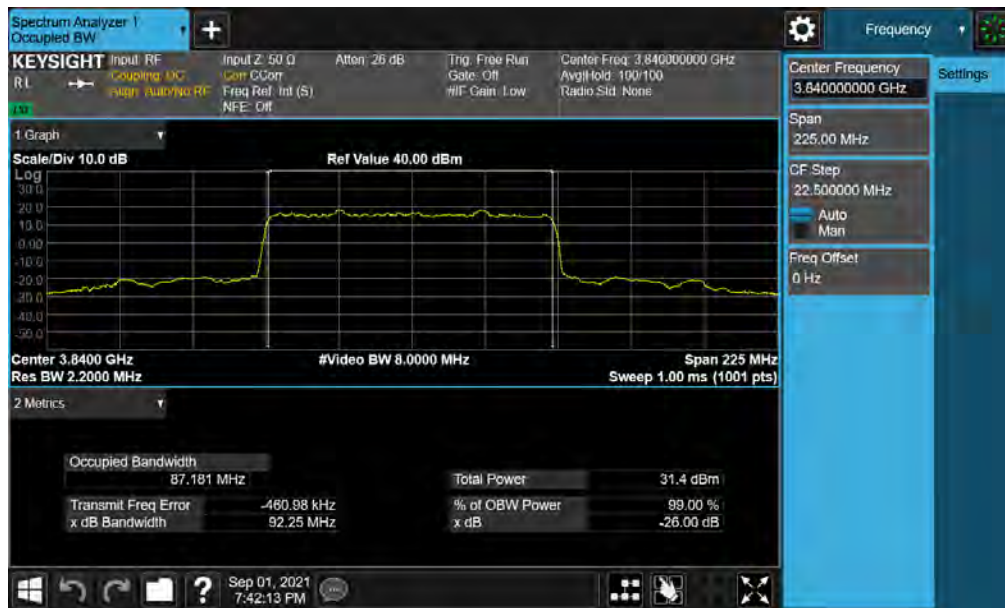 Spectrum Analyzer 1
Occupied BW
+
Frequency
KEYSIGHT Input: RF
Coupling: DC
Align: Auto/No RF
RL
Input Z: 50 Ω
Corr CCorr
Freq Ref: Int (S)
NFE: Off
Atten: 26 dB
Trig: Free Run
Gate: Off
#IF Gain: Low
Center Freq: 3.840000000 GHz
Avg|Hold: 100/100
Radio Std: None
Center Frequency
3.840000000 GHz
Settings
Span
225.00 MHz
CF Step
22.500000 MHz
Auto
Man
Freq Offset
0 Hz
1 Graph
Scale/Div 10.0 dB
Ref Value 40.00 dBm
Log
30.0
20.0
10.0
0.00
-10.0
-20.0
-30.0
-40.0
-50.0
Center 3.8400 GHz
#Video BW 8.0000 MHz
Span 225 MHz
Res BW 2.2000 MHz
Sweep 1.00 ms (1001 pts)
2 Metrics
Occupied Bandwidth
87.181 MHz
Total Power 31.4 dBm
Transmit Freq Error -460.98 kHz
% of OBW Power 99.00 %
x dB Bandwidth 92.25 MHz
x dB -26.00 dB
?
Sep 01, 2021
7:42:13 PM